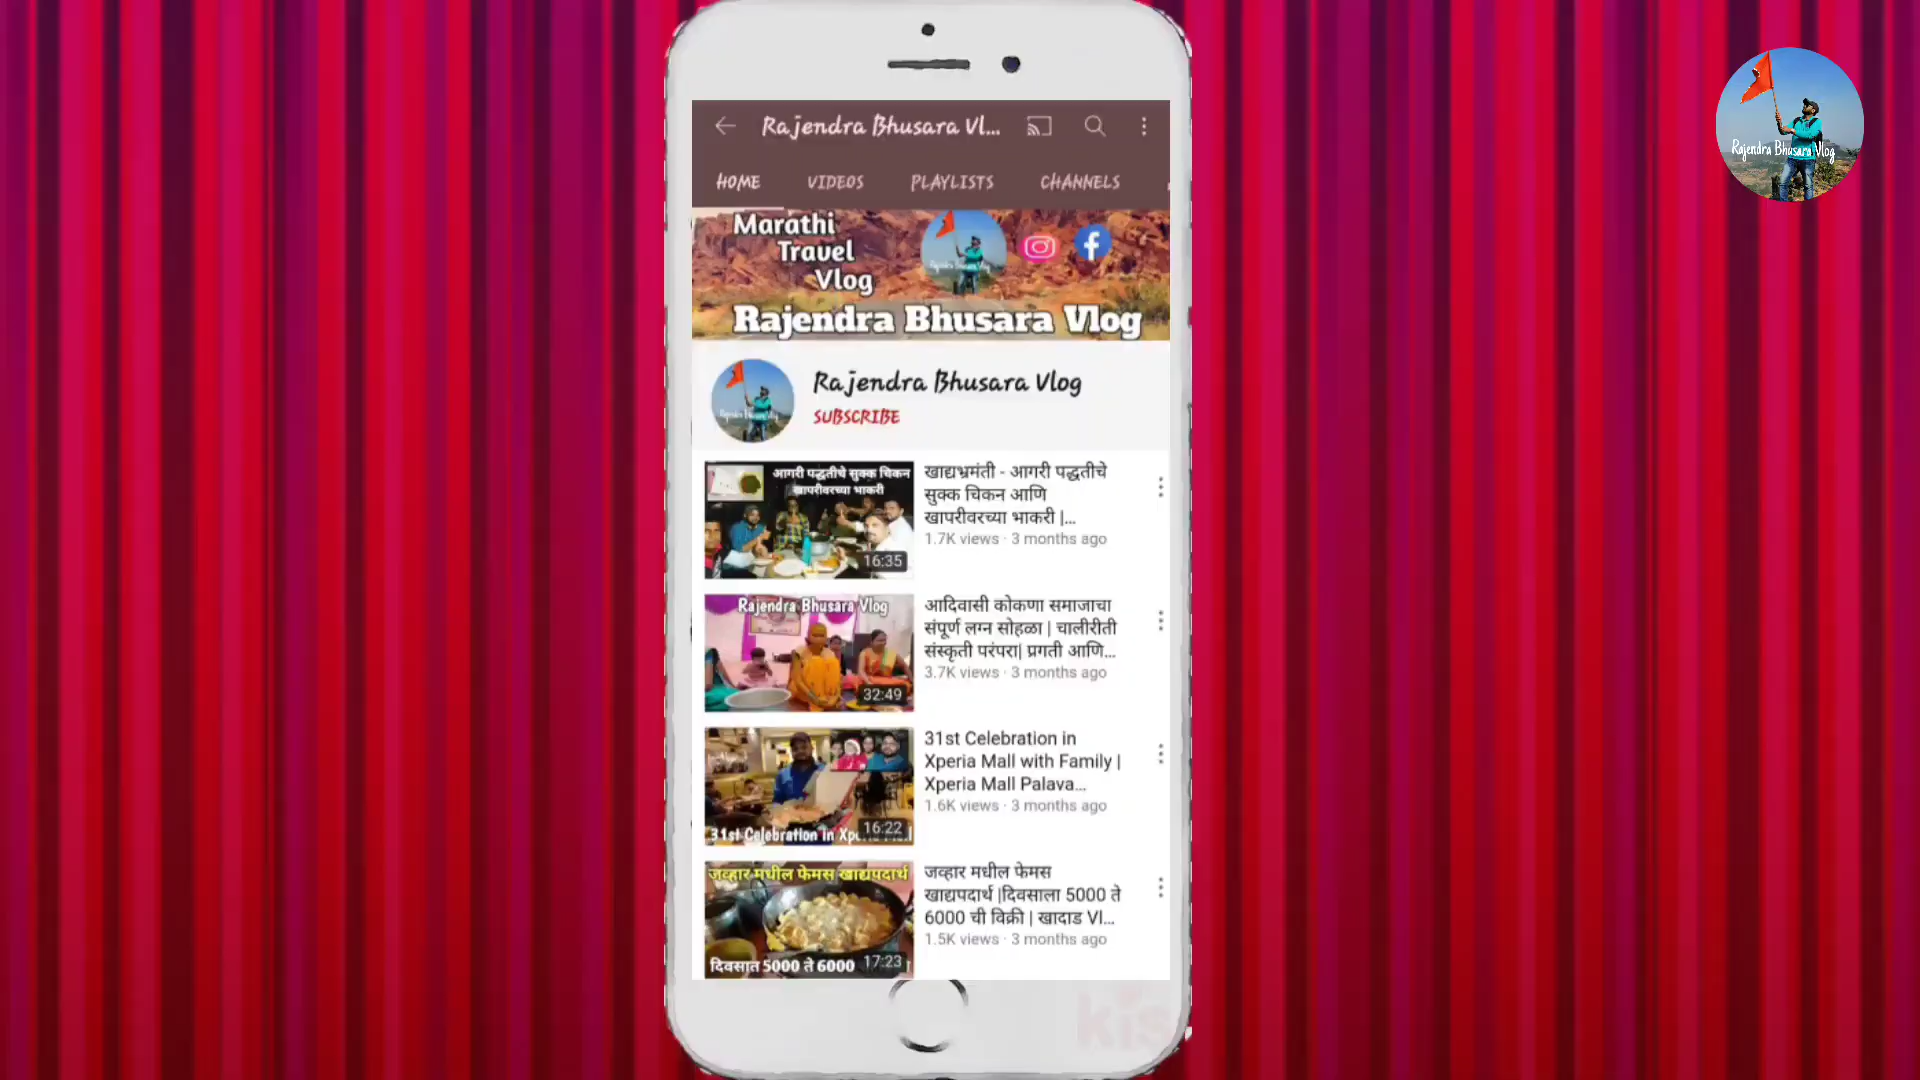 Rajendra Bhusara Vl...
HOME VIDEOS PLAYLISTS CHANNELS
Marathi
Travel
Vlog
Rajendra Bhusara Vlog
Rajendra Bhusara Vlog
Rajendra Bhusara Vlog
SUBSCRIBE
आगरी पद्धतीचे सुक्क चिकन
खापरीवरच्या भाकरी
16:35
खाद्यभ्रमंती - आगरी पद्धतीचे
सुक्क चिकन आणि
खापरीवरच्या भाकरी |...
1.7K views · 3 months ago
Rajendra Bhusara Vlog
32:49
आदिवासी कोकणा समाजाचा
संपूर्ण लग्न सोहळा | चालीरीती
संस्कृती परंपरा| प्रगती आणि...
3.7K views · 3 months ago
31st Celebration in
16:22
31st Celebration in
Xperia Mall with Family |
Xperia Mall Palava...
1.6K views · 3 months ago
जव्हार मधील फेमस खाद्यपदार्थ
दिवसात 5000 ते 6000
17:23
जव्हार मधील फेमस
खाद्यपदार्थ |दिवसाला 5000 ते
6000 ची विक्री | खादाड Vl...
1.5K views · 3 months ago
kis